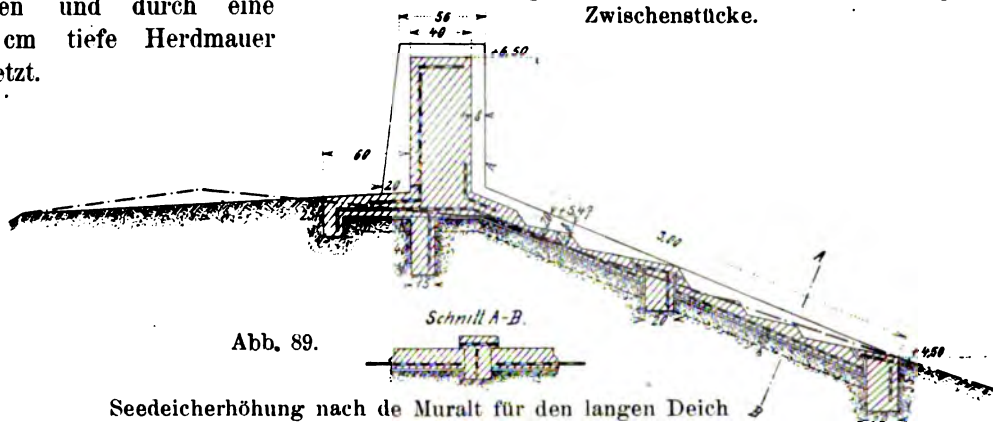 en und durch eine
cm tiefe Herdmauer
etzt.
Zwischenstücke.
56
40
+6,50
8
60
20
25
15
+5,47
3,00
A
20
Schnitt A-B.
Abb. 89.
+4,50
B
Seedeicherhöhung nach de Muralt für den langen Deich